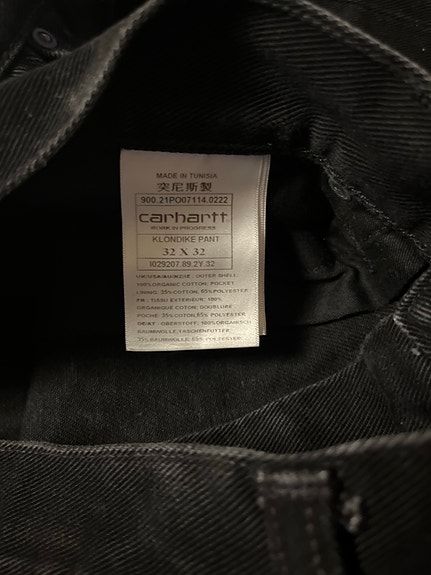 MADE IN TUNISIA
突尼斯製
900.21PO07114.0222
carhartt
WORK IN PROGRESS
KLONDIKE PANT
32 X 32
I029207.89.2Y.32
UK/USA/AU/NZ/IE : OUTER SHELL
100%ORGANIC COTTON, POCKET
LINING: 35%COTTON, 65%POLYESTER
FR : TISSU EXTERIEUR: 100%
ORGANIQUE COTON, DOUBLURE
POCHE: 35%COTON,65% POLYESTER
DE/AT : OBERSTOFF: 100%ORGANISCH
BAUMWOLLE,TASCHENFUTTER:
35% BAUMWOLLE, 65% POLYESTER